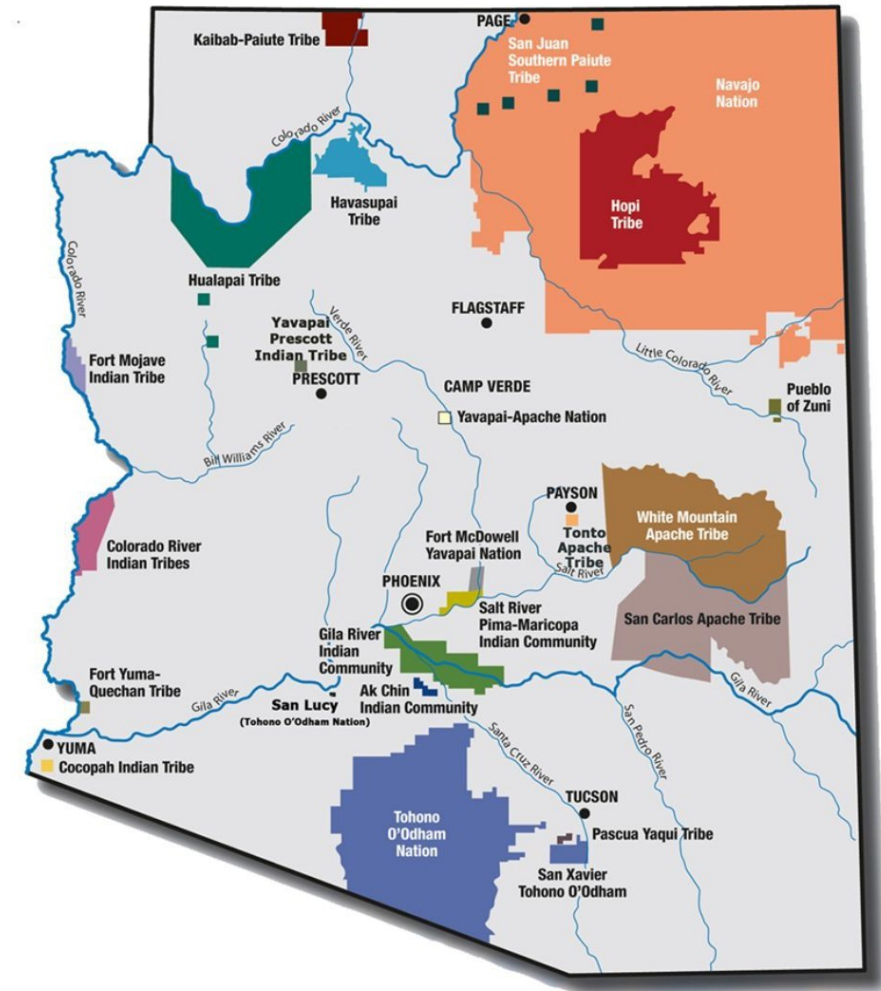 PAGE
Kaibab-Paiute Tribe
San Juan
Southern Paiute
Tribe
Navajo
Nation
Colorado River
Havasupai
Tribe
Hopi
Tribe
Colorado River
Hualapai Tribe
FLAGSTAFF
Verde River
Yavapai
Prescott
Indian Tribe
PRESCOTT
Fort Mojave
Indian Tribe
Little Colorado River
CAMP VERDE
Yavapai-Apache Nation
Pueblo
of Zuni
Bill Williams River
PAYSON
Tonto
Apache
Tribe
White Mountain
Apache Tribe
Colorado River
Indian Tribes
Fort McDowell
Yavapai Nation
Salt River
PHOENIX
Salt River
Pima-Maricopa
Indian Community
San Carlos Apache Tribe
Gila River
Indian
Community
Fort Yuma-
Quechan Tribe
Gila River
San Lucy
(Tohono O'Odham Nation)
Ak Chin
Indian Community
Gila River
San Pedro River
Santa Cruz River
YUMA
Cocopah Indian Tribe
TUCSON
Tohono
O'Odham
Nation
Pascua Yaqui Tribe
San Xavier
Tohono O'Odham